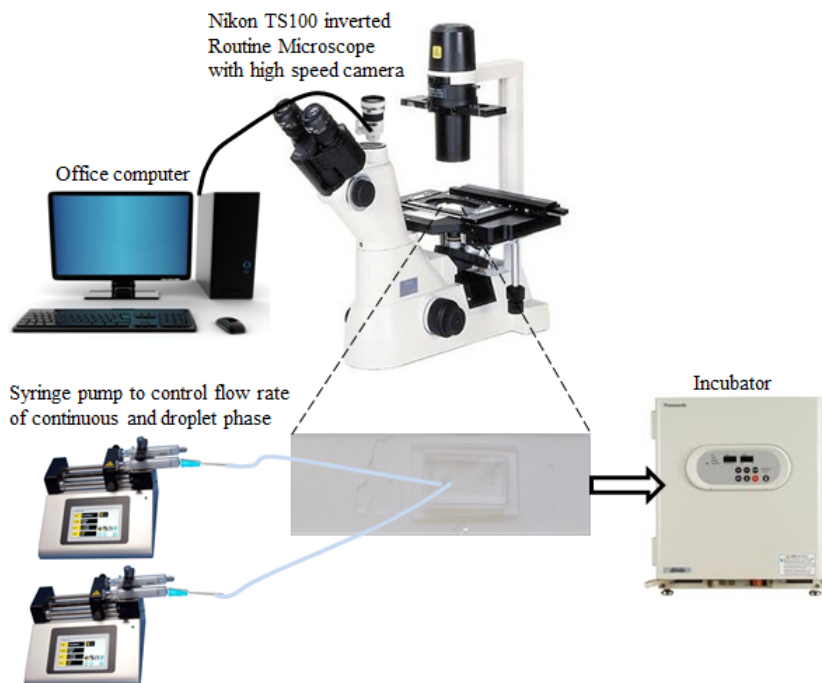 Nikon TS100 inverted
Routine Microscope
with high speed camera
Office computer
Syringe pump to control flow rate
of continuous and droplet phase
Incubator
Panasonic